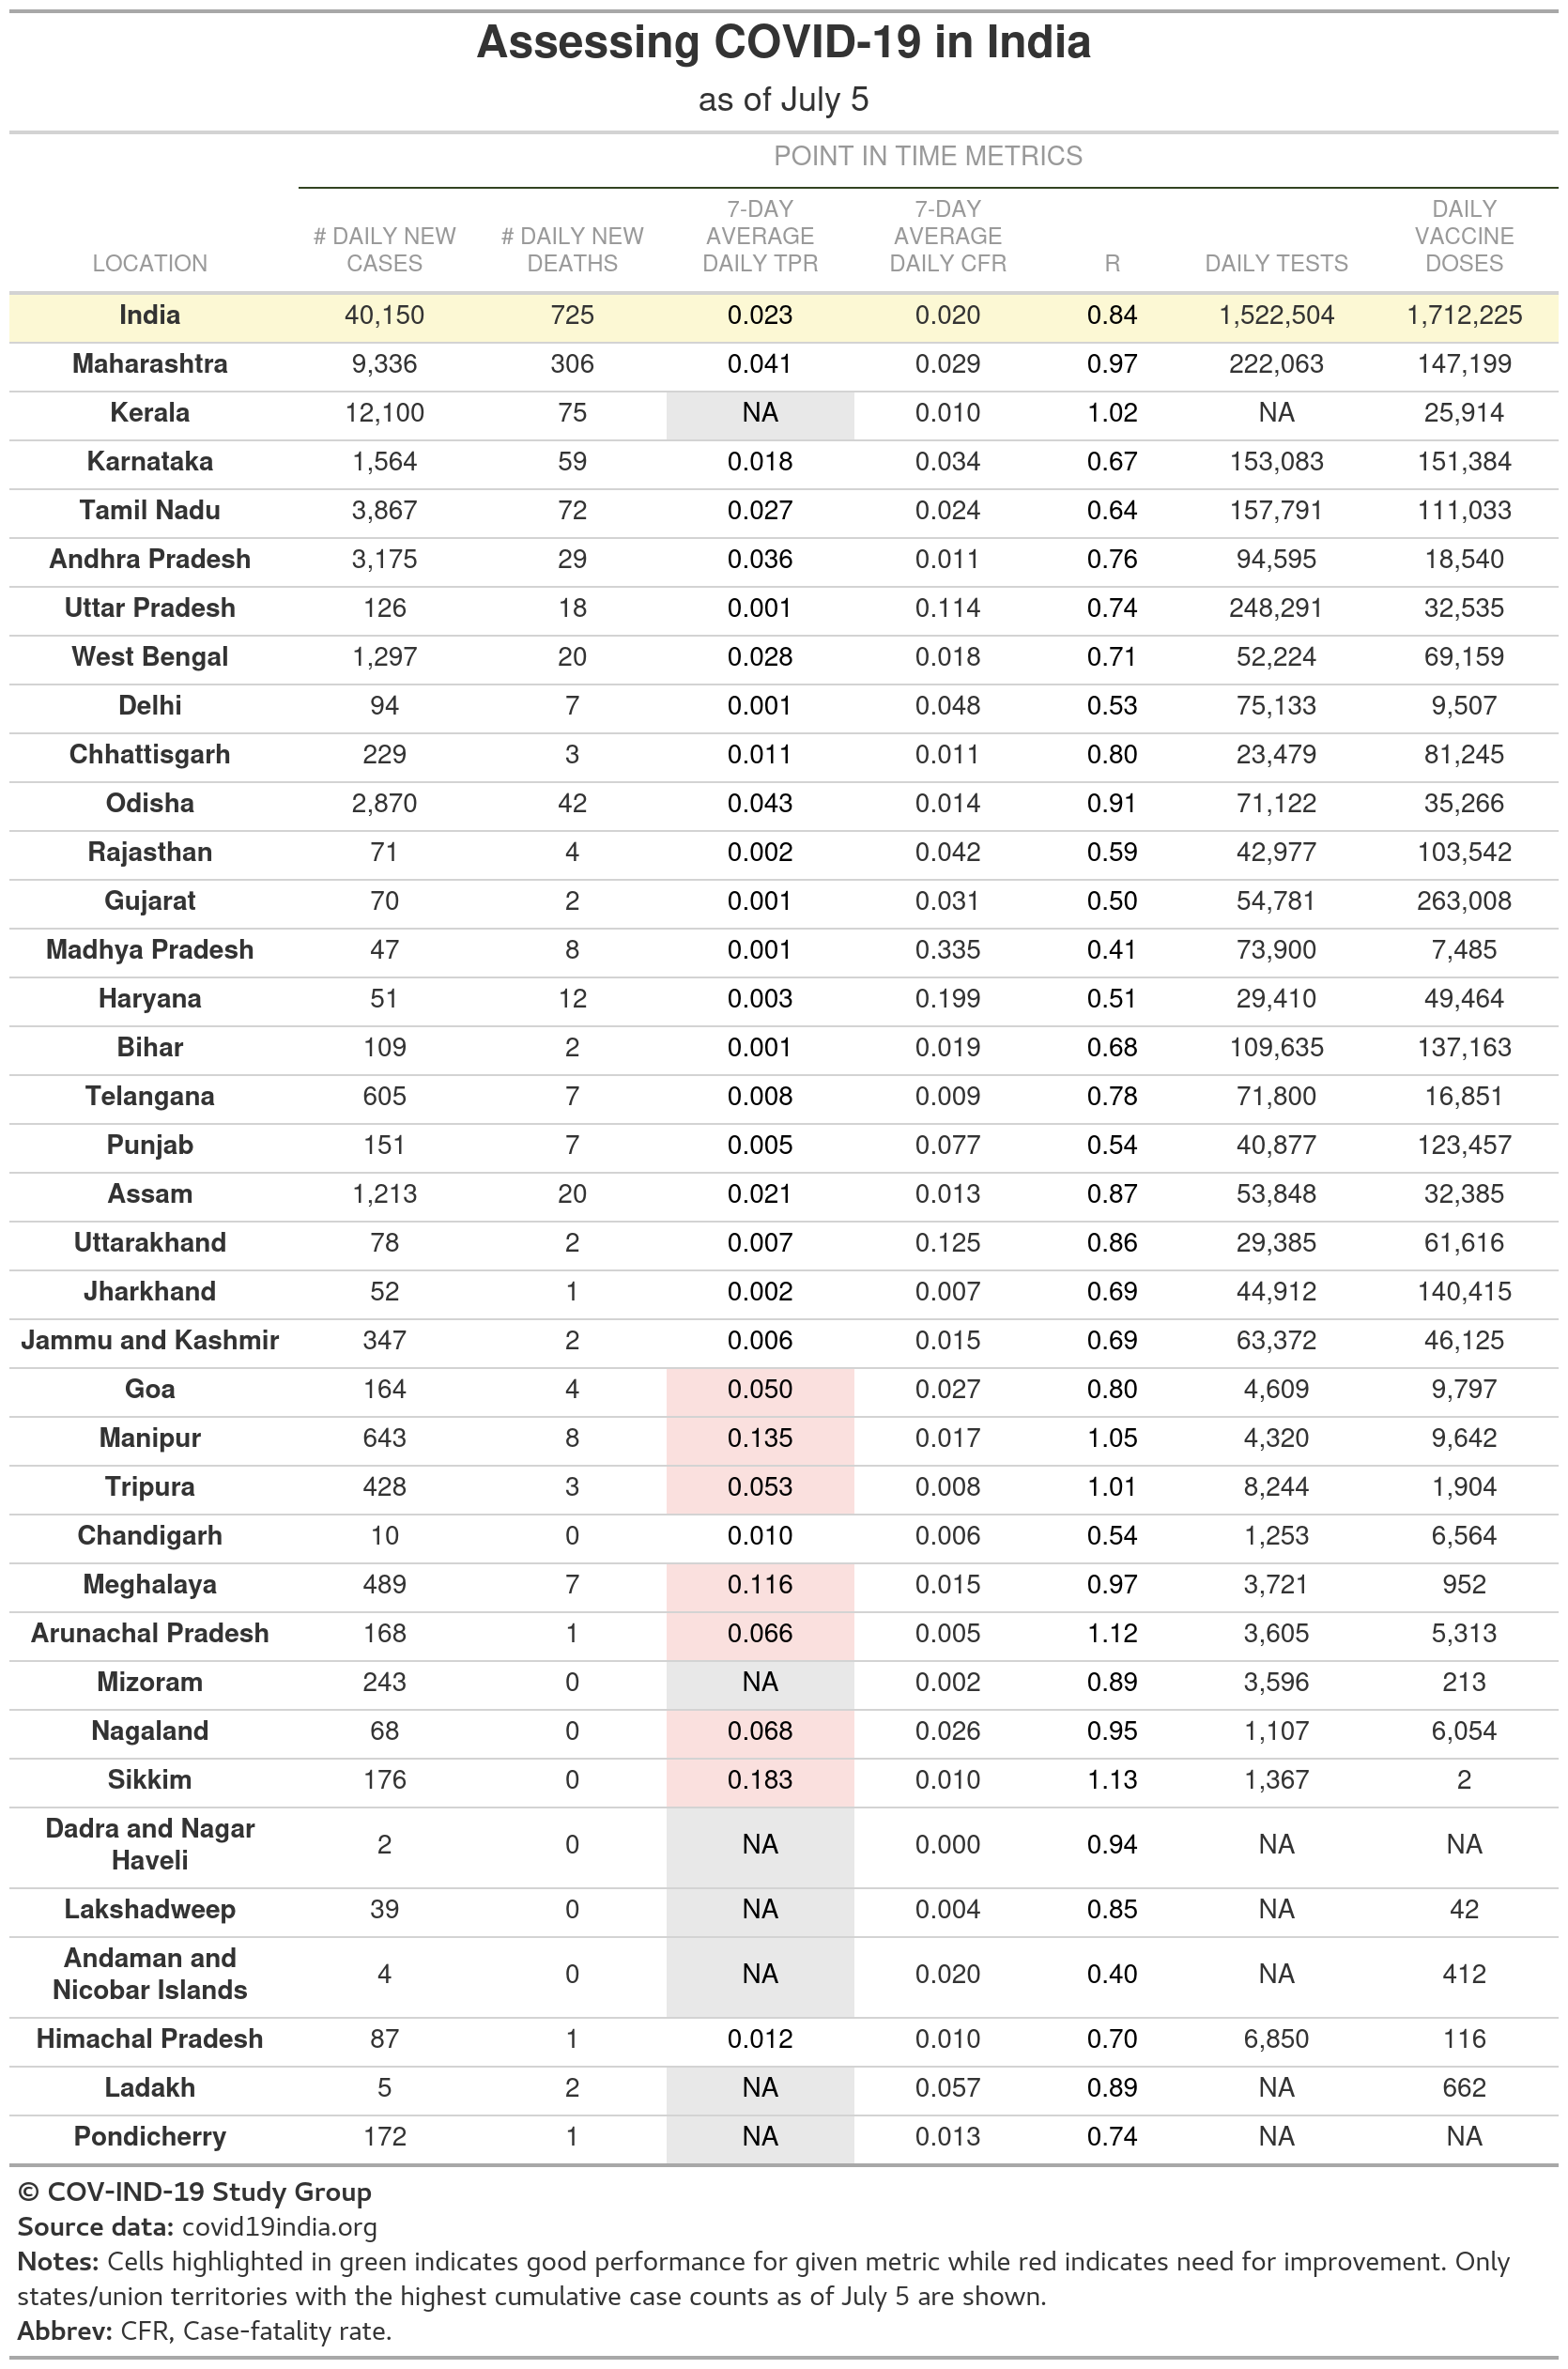 Assessing COVID-19 in India
as of July 5
POINT IN TIME METRICS
LOCATION # DAILY NEW CASES # DAILY NEW DEATHS 7-DAY AVERAGE DAILY TPR 7-DAY AVERAGE DAILY CFR R DAILY TESTS DAILY VACCINE DOSES
India 40,150 725 0.023 0.020 0.84 1,522,504 1,712,225
Maharashtra 9,336 306 0.041 0.029 0.97 222,063 147,199
Kerala 12,100 75 NA 0.010 1.02 NA 25,914
Karnataka 1,564 59 0.018 0.034 0.67 153,083 151,384
Tamil Nadu 3,867 72 0.027 0.024 0.64 157,791 111,033
Andhra Pradesh 3,175 29 0.036 0.011 0.76 94,595 18,540
Uttar Pradesh 126 18 0.001 0.114 0.74 248,291 32,535
West Bengal 1,297 20 0.028 0.018 0.71 52,224 69,159
Delhi 94 7 0.001 0.048 0.53 75,133 9,507
Chhattisgarh 229 3 0.011 0.011 0.80 23,479 81,245
Odisha 2,870 42 0.043 0.014 0.91 71,122 35,266
Rajasthan 71 4 0.002 0.042 0.59 42,977 103,542
Gujarat 70 2 0.001 0.031 0.50 54,781 263,008
Madhya Pradesh 47 8 0.001 0.335 0.41 73,900 7,485
Haryana 51 12 0.003 0.199 0.51 29,410 49,464
Bihar 109 2 0.001 0.019 0.68 109,635 137,163
Telangana 605 7 0.008 0.009 0.78 71,800 16,851
Punjab 151 7 0.005 0.077 0.54 40,877 123,457
Assam 1,213 20 0.021 0.013 0.87 53,848 32,385
Uttarakhand 78 2 0.007 0.125 0.86 29,385 61,616
Jharkhand 52 1 0.002 0.007 0.69 44,912 140,415
Jammu and Kashmir 347 2 0.006 0.015 0.69 63,372 46,125
Goa 164 4 0.050 0.027 0.80 4,609 9,797
Manipur 643 8 0.135 0.017 1.05 4,320 9,642
Tripura 428 3 0.053 0.008 1.01 8,244 1,904
Chandigarh 10 0 0.010 0.006 0.54 1,253 6,564
Meghalaya 489 7 0.116 0.015 0.97 3,721 952
Arunachal Pradesh 168 1 0.066 0.005 1.12 3,605 5,313
Mizoram 243 0 NA 0.002 0.89 3,596 213
Nagaland 68 0 0.068 0.026 0.95 1,107 6,054
Sikkim 176 0 0.183 0.010 1.13 1,367 2
Dadra and Nagar Haveli 2 0 NA 0.000 0.94 NA NA
Lakshadweep 39 0 NA 0.004 0.85 NA 42
Andaman and Nicobar Islands 4 0 NA 0.020 0.40 NA 412
Himachal Pradesh 87 1 0.012 0.010 0.70 6,850 116
Ladakh 5 2 NA 0.057 0.89 NA 662
Pondicherry 172 1 NA 0.013 0.74 NA NA
© COV-IND-19 Study Group
Source data: covid19india.org
Notes: Cells highlighted in green indicates good performance for given metric while red indicates need for improvement. Only
states/union territories with the highest cumulative case counts as of July 5 are shown.
Abbrev: CFR, Case-fatality rate.